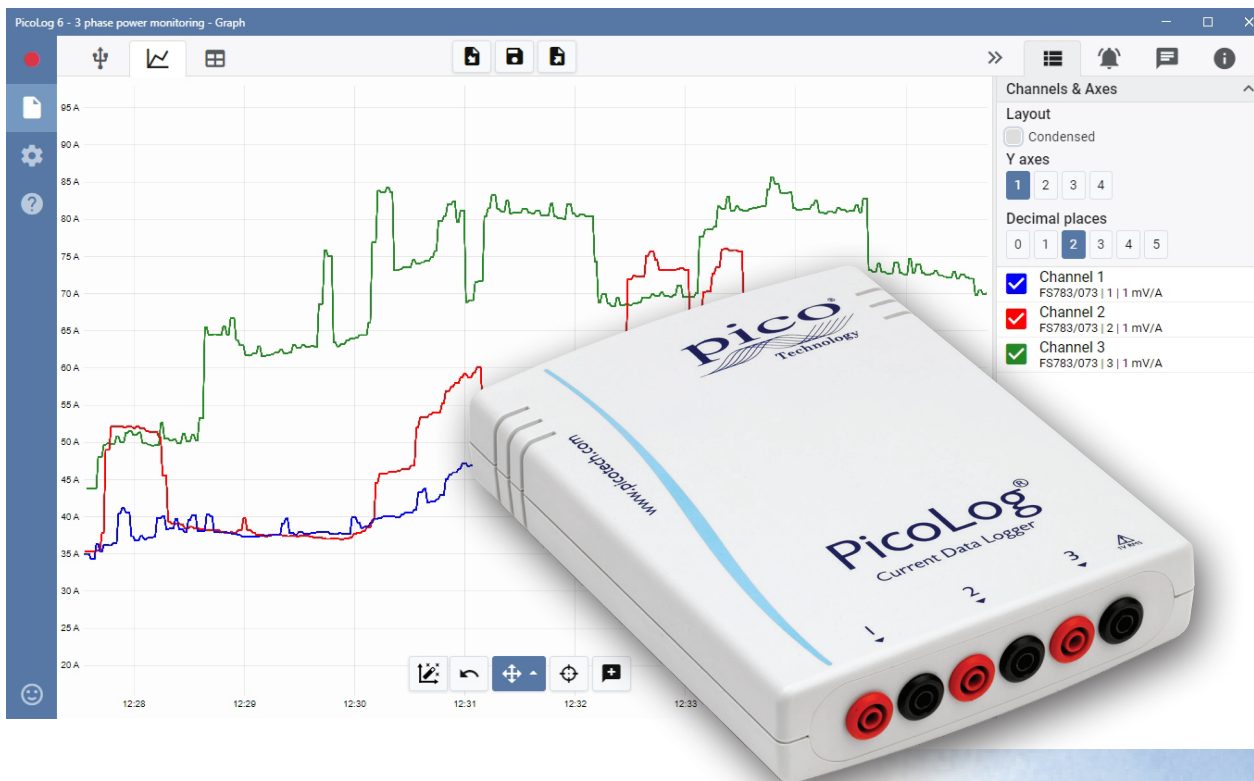 PicoLog 6 - 3 phase power monitoring - Graph
95 A
90 A
85 A
80 A
75 A
70 A
65 A
60 A
55 A
50 A
45 A
40 A
35 A
30 A
25 A
20 A
12:28
12:29
12:30
12:31
12:32
12:33
Channels & Axes
Layout
Condensed
Y axes
1 2 3 4
Decimal places
0 1 2 3 4 5
Channel 1
FS783/073 | 1 | 1 mV/A
Channel 2
FS783/073 | 2 | 1 mV/A
Channel 3
FS783/073 | 3 | 1 mV/A
pico®
Technology
www.picotech.com
PicoLog®
Current Data Logger
1
2
3